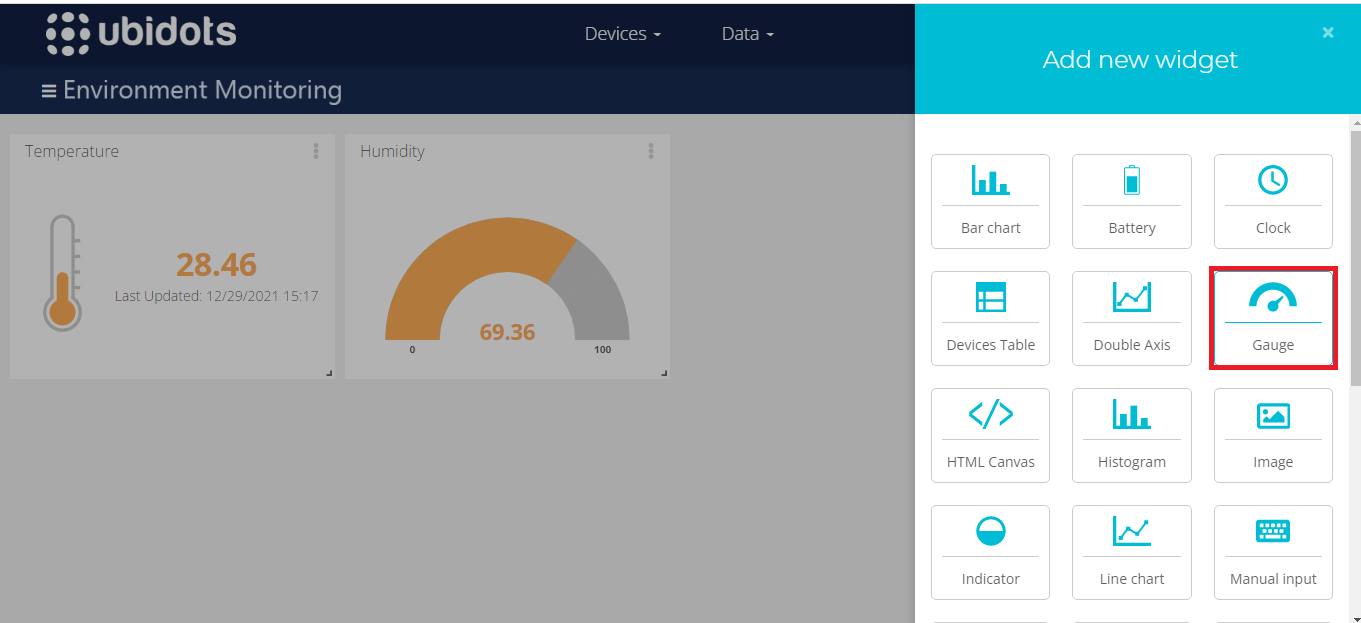 ubidots
Devices
Data
Environment Monitoring
Temperature
28.46
Last Updated: 12/29/2021 15:17
Humidity
69.36
0
100
Add new widget
×
Bar chart
Battery
Clock
Devices Table
Double Axis
Gauge
HTML Canvas
Histogram
Image
Indicator
Line chart
Manual input